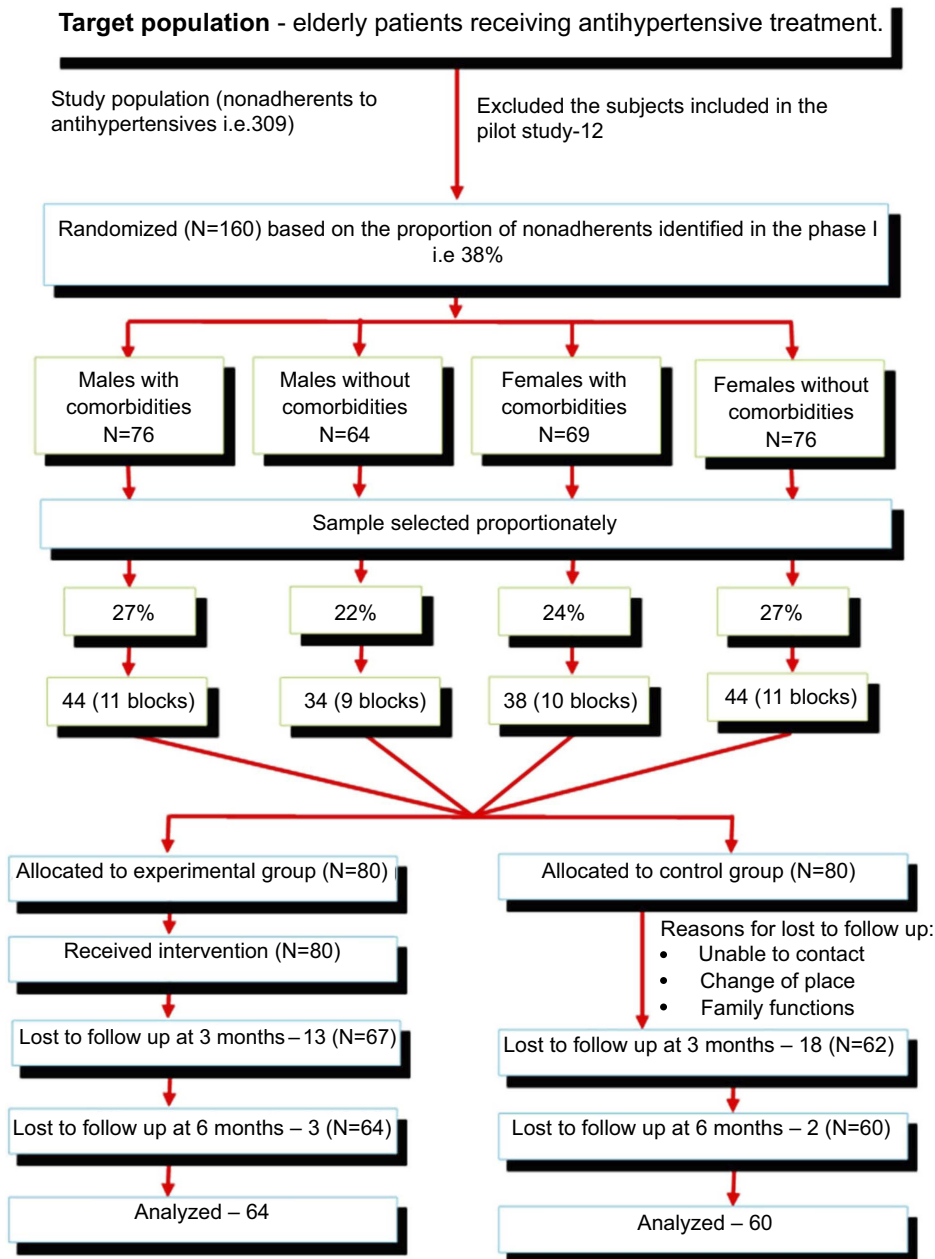 Target population - elderly patients receiving antihypertensive treatment.
Study population (nonadherents to
antihypertensives i.e.309)
Excluded the subjects included in the
pilot study-12
Randomized (N=160) based on the proportion of nonadherents identified in the phase I
i.e 38%
Males with
comorbidities
N=76
Males without
comorbidities
N=64
Females with
comorbidities
N=69
Females without
comorbidities
N=76
Sample selected proportionately
27%
22%
24%
27%
44 (11 blocks)
34 (9 blocks)
38 (10 blocks)
44 (11 blocks)
Allocated to experimental group (N=80)
Allocated to control group (N=80)
Received intervention (N=80)
Reasons for lost to follow up:
• Unable to contact
• Change of place
• Family functions
Lost to follow up at 3 months – 13 (N=67)
Lost to follow up at 3 months – 18 (N=62)
Lost to follow up at 6 months – 3 (N=64)
Lost to follow up at 6 months – 2 (N=60)
Analyzed – 64
Analyzed – 60